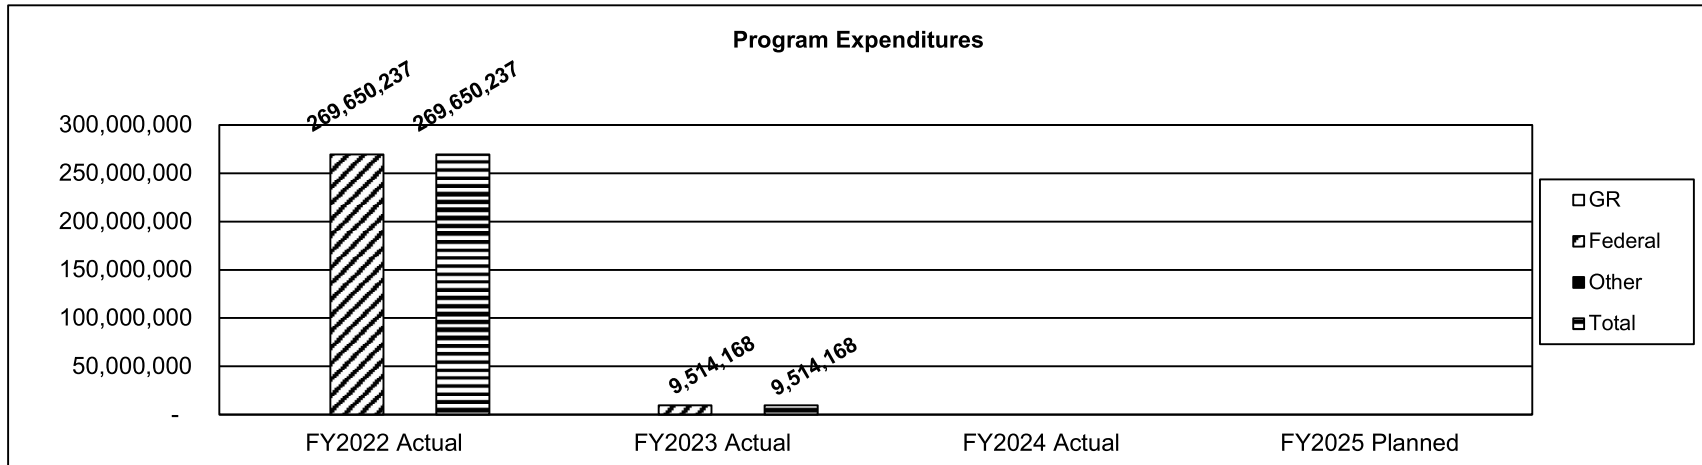 Program Expenditures
269,650,237
269,650,237
300,000,000
250,000,000
200,000,000
150,000,000
100,000,000
50,000,000
-
9,514,168
9,514,168
FY2022 Actual
FY2023 Actual
FY2024 Actual
FY2025 Planned
GR
Federal
Other
Total